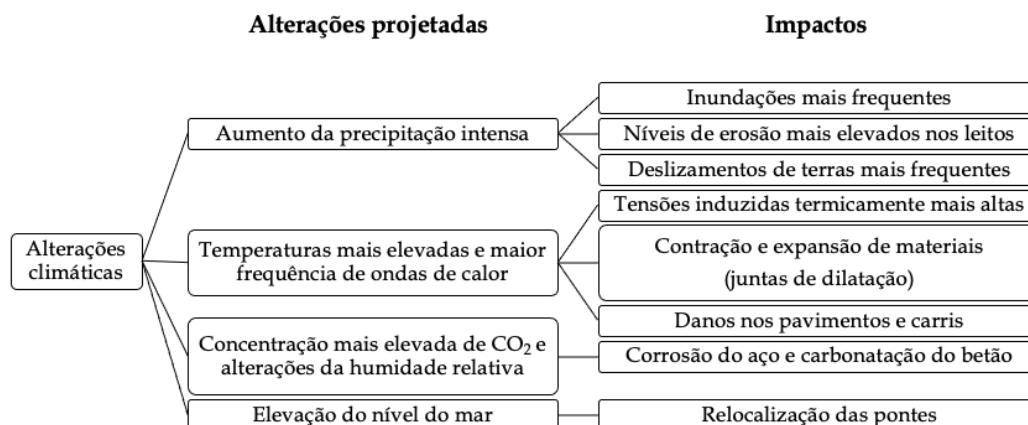 Alterações projetadas
Impactos
Alterações
climáticas
Aumento da precipitação intensa
Inundações mais frequentes
Níveis de erosão mais elevados nos leitos
Deslizamentos de terras mais frequentes
Temperaturas mais elevadas e maior
frequência de ondas de calor
Tensões induzidas termicamente mais altas
Contração e expansão de materiais
(juntas de dilatação)
Danos nos pavimentos e carris
Concentração mais elevada de CO₂ e
alterações da humidade relativa
Corrosão do aço e carbonatação do betão
Elevação do nível do mar
Relocalização das pontes